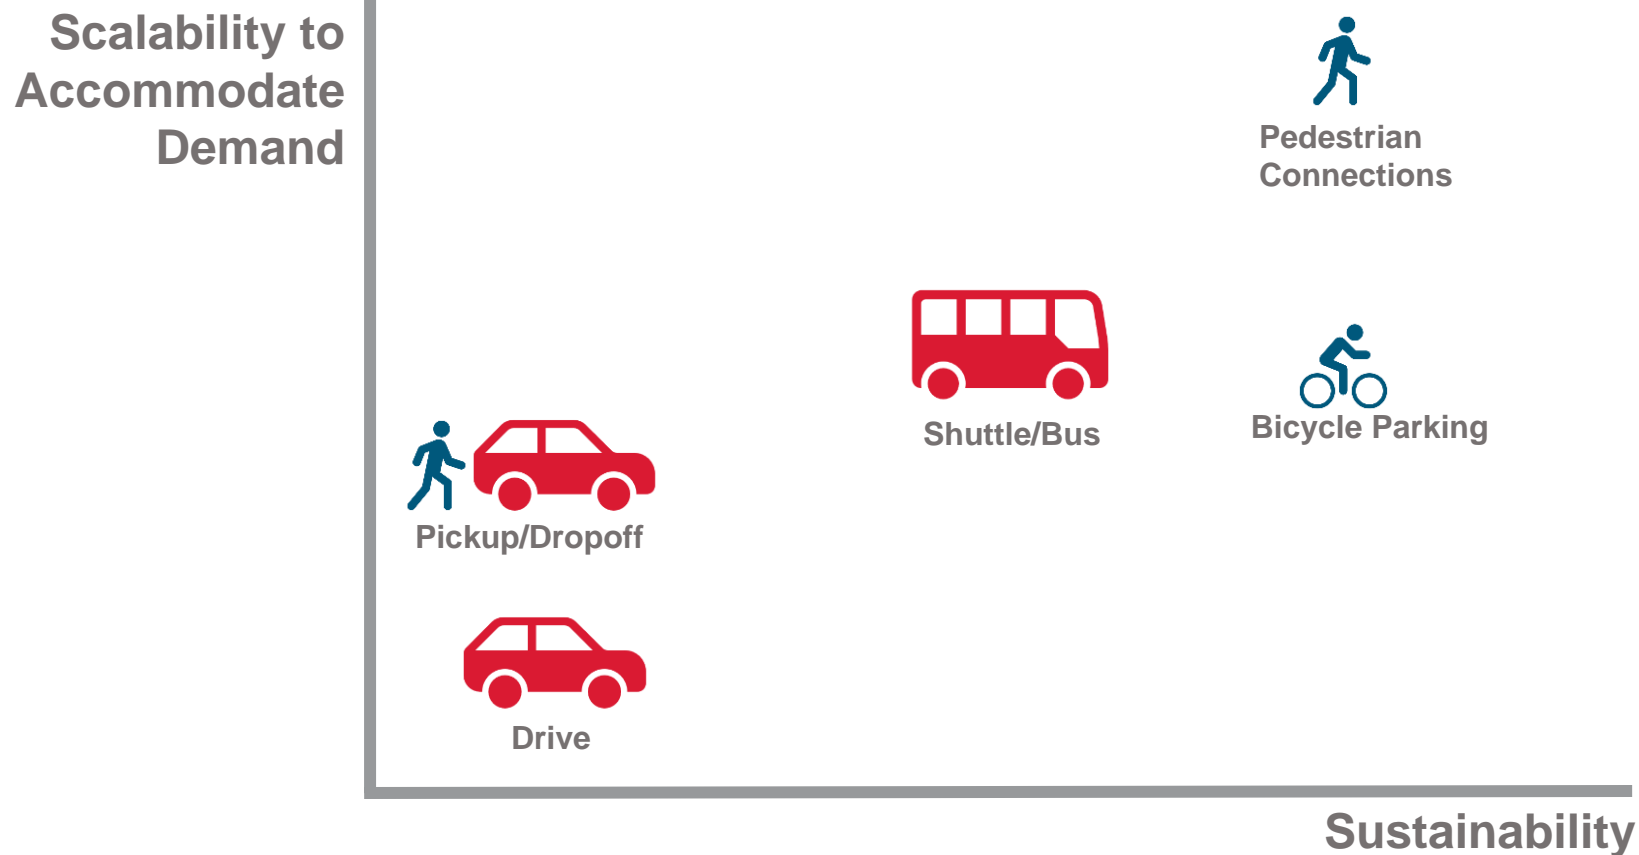 Scalability to
Accommodate
Demand
Pedestrian
Connections
Shuttle/Bus
Bicycle Parking
Pickup/Dropoff
Drive
Sustainability